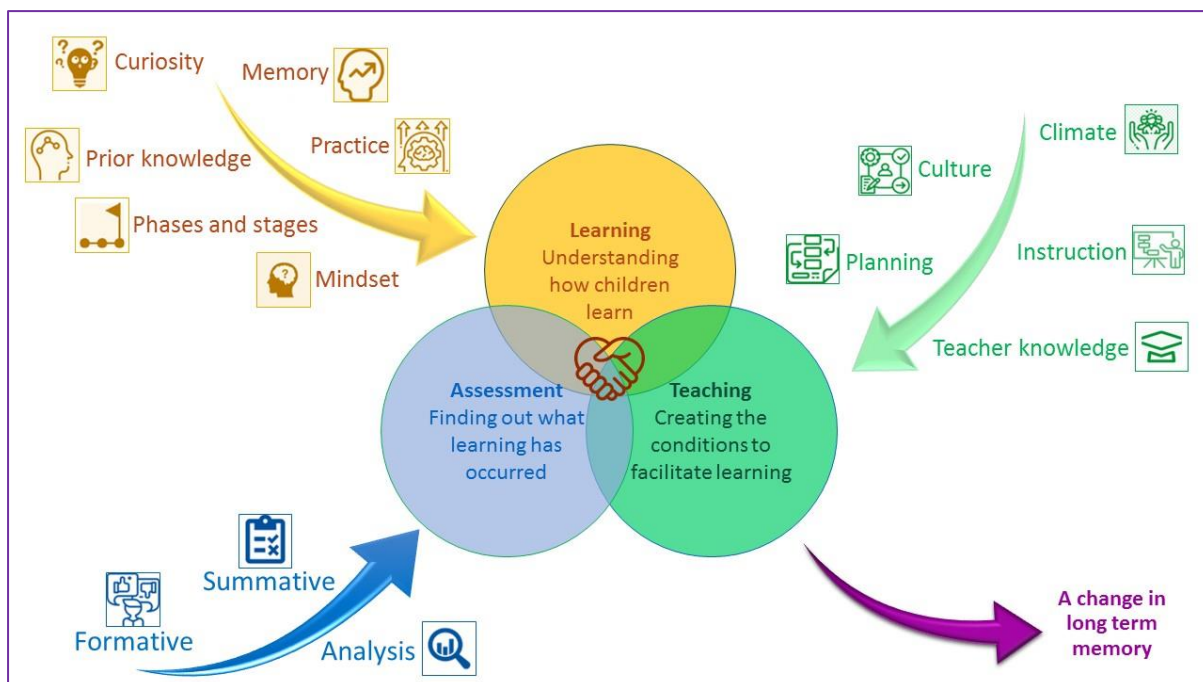 Curiosity
Memory
Prior knowledge
Practice
Phases and stages
Mindset
Climate
Culture
Planning
Instruction
Teacher knowledge
Learning
Understanding
how children
learn
Assessment
Finding out what
learning has
occurred
Teaching
Creating the
conditions to
facilitate learning
Summative
Formative
Analysis
A change in
long term
memory